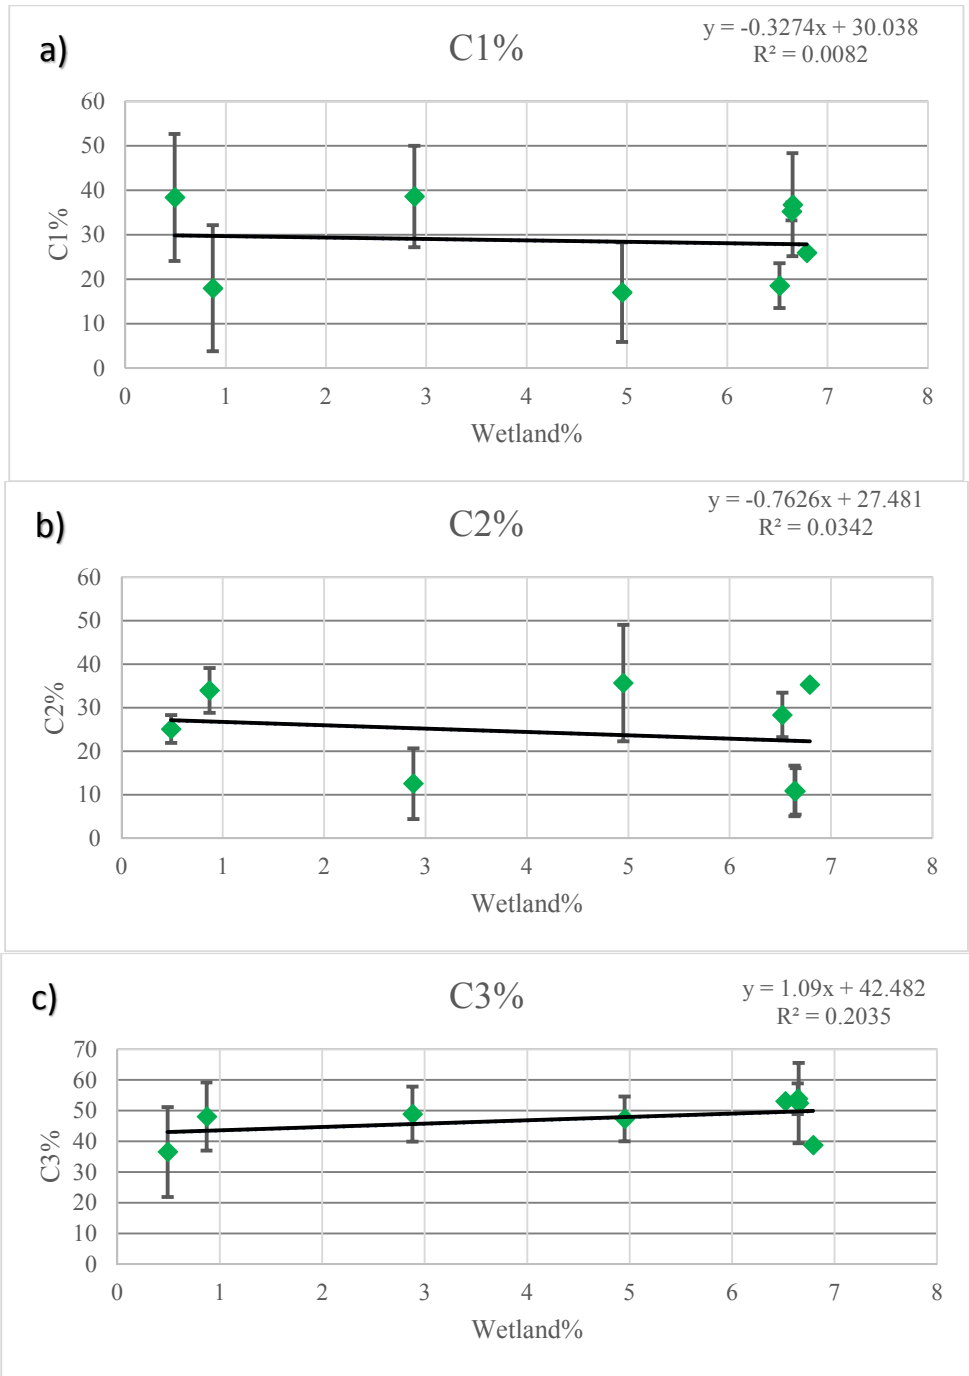 a)
C1%
y = -0.3274x + 30.038
R² = 0.0082
60
50
40
30
20
10
0
C1%
0 1 2 3 4 5 6 7 8
Wetland%
b)
C2%
y = -0.7626x + 27.481
R² = 0.0342
60
50
40
30
20
10
0
C2%
0 1 2 3 4 5 6 7 8
Wetland%
c)
C3%
y = 1.09x + 42.482
R² = 0.2035
70
60
50
40
30
20
10
0
C3%
0 1 2 3 4 5 6 7 8
Wetland%